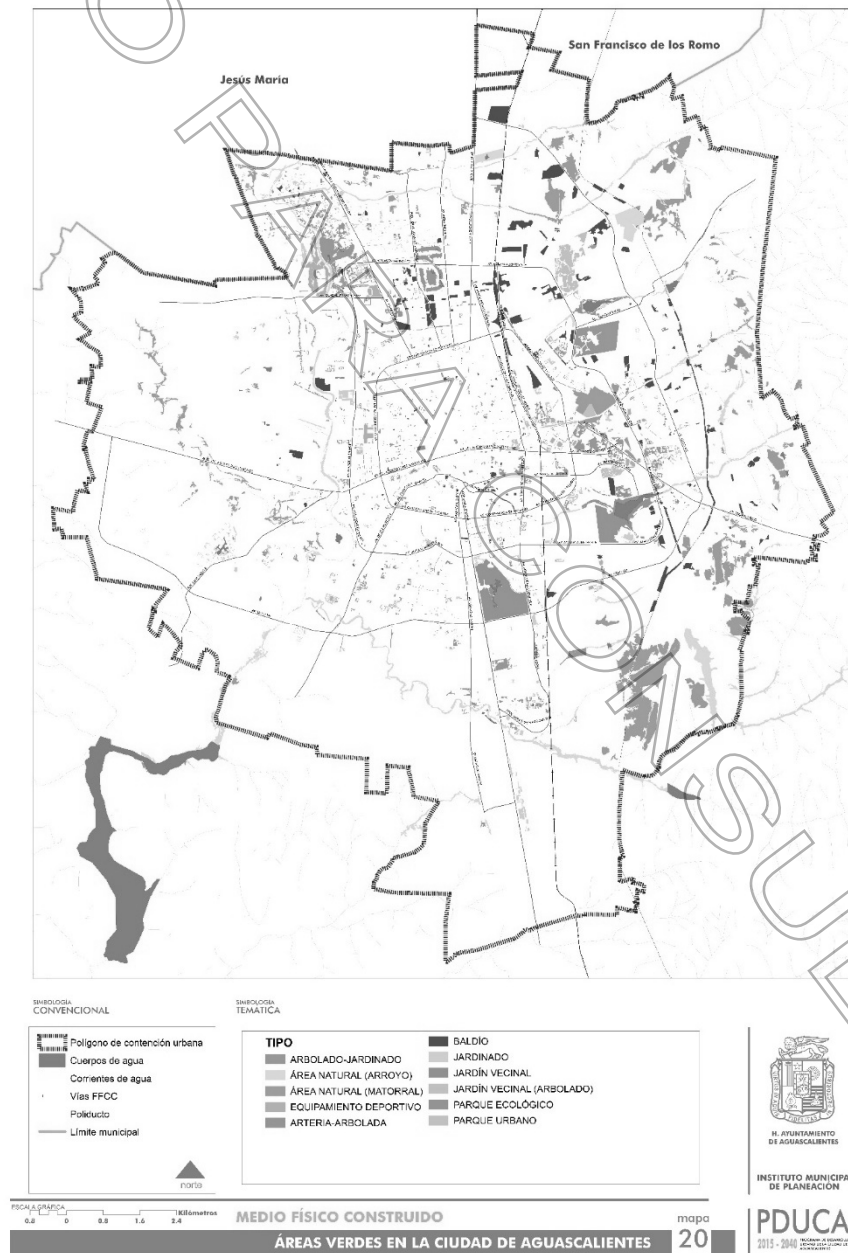 San Francisco de los Romo
Jesús María
O PARA CONSUL
SIMBOLOGÍA
CONVENCIONAL
Polígono de contención urbana
Cuerpos de agua
Corrientes de agua
Vías FFCC
Poliducto
Límite municipal
norte
SIMBOLOGÍA
TEMÁTICA
TIPO
ARBOLADO-JARDINADO
ÁREA NATURAL (ARROYO)
ÁREA NATURAL (MATORRAL)
EQUIPAMIENTO DEPORTIVO
ARTERIA-ARBOLADA
BALDÍO
JARDINADO
JARDÍN VECINAL
JARDÍN VECINAL (ARBOLADO)
PARQUE ECOLÓGICO
PARQUE URBANO
H. AYUNTAMIENTO
DE AGUASCALIENTES
INSTITUTO MUNICIPA
DE PLANEACIÓN
ESCALA GRÁFICA
Kilómetros
0.8 0 0.8 1.6 2.4
MEDIO FÍSICO CONSTRUIDO
mapa
20
ÁREAS VERDES EN LA CIUDAD DE AGUASCALIENTES
PDUCA
2015 - 2040